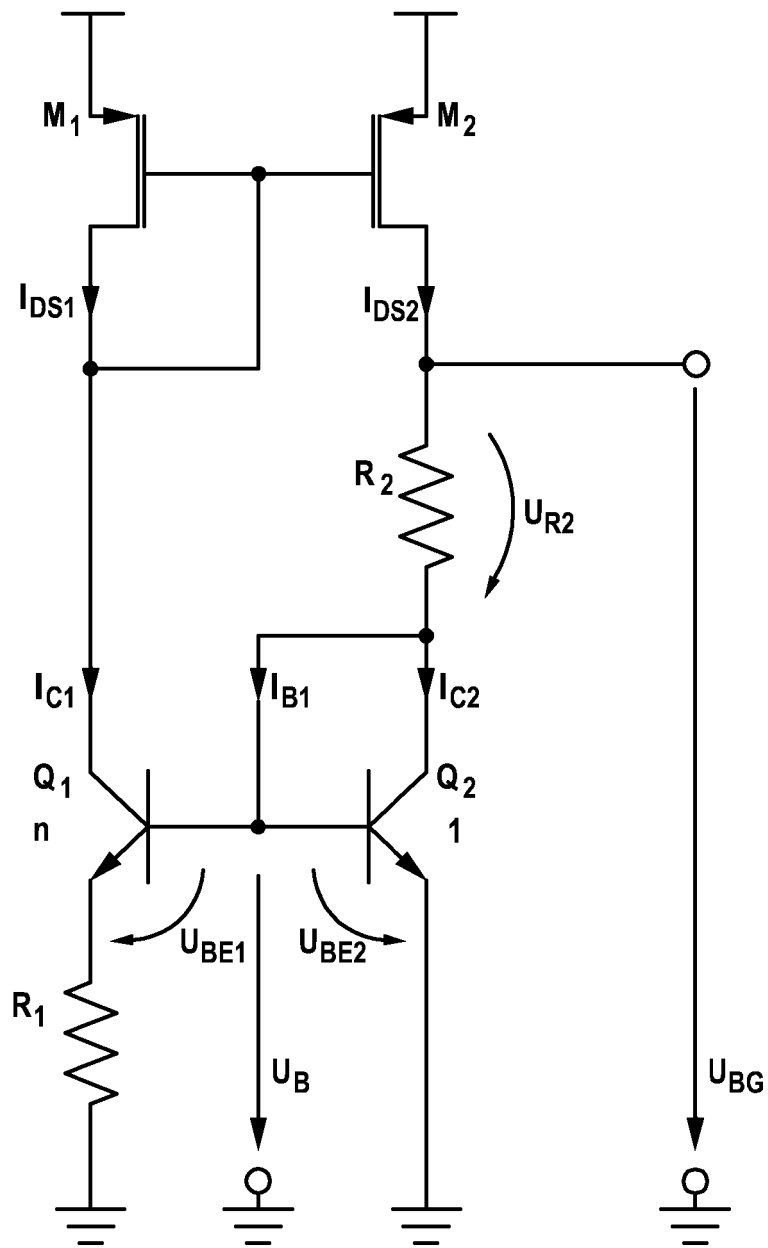 M1 M2
IDS1 IDS2
R2
UR2
IC1 IB1 IC2
Q1 Q2
n 1
UBE1 UBE2
R1
UB UBG